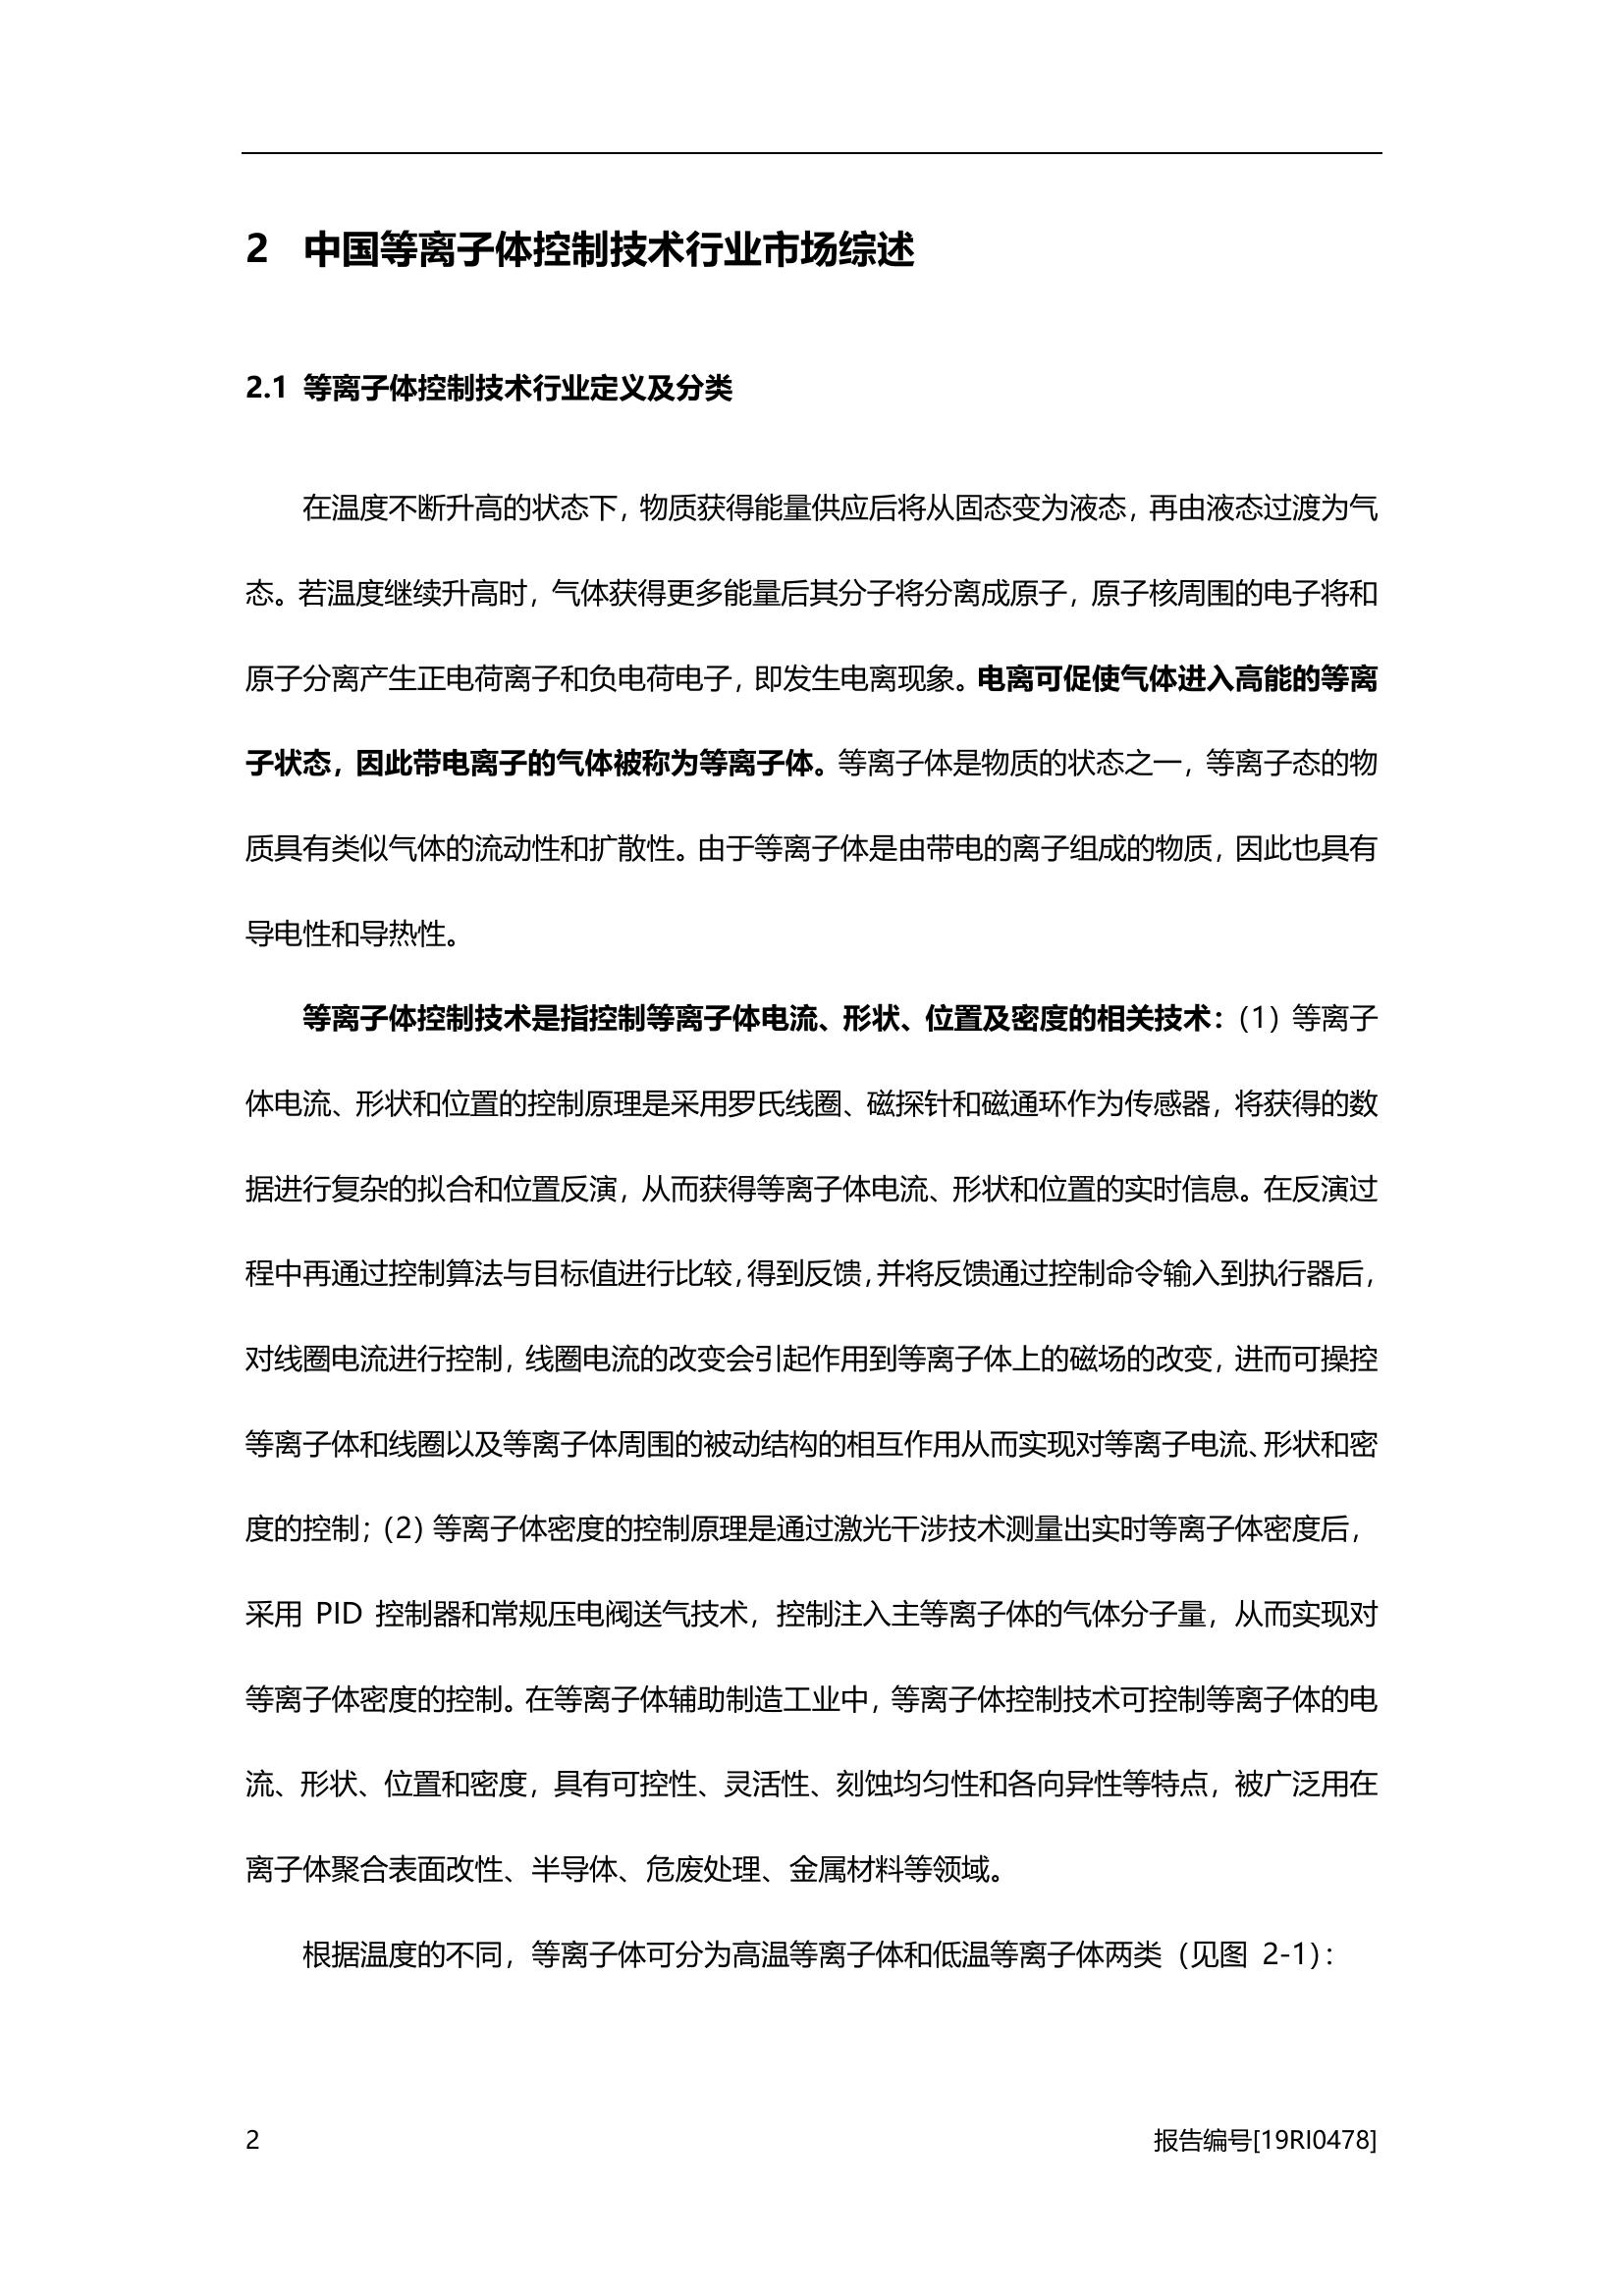 2 中国等离子体控制技术行业市场综述
2.1 等离子体控制技术行业定义及分类
在温度不断升高的状态下，物质获得能量供应后将从固态变为液态，再由液态过渡为气
态。若温度继续升高时，气体获得更多能量后其分子将分离成原子，原子核周围的电子将和
原子分离产生正电荷离子和负电荷电子，即发生电离现象。电离可促使气体进入高能的等离
子状态，因此带电离子的气体被称为等离子体。等离子体是物质的状态之一，等离子态的物
质具有类似气体的流动性和扩散性。由于等离子体是由带电的离子组成的物质，因此也具有
导电性和导热性。
等离子体控制技术是指控制等离子体电流、形状、位置及密度的相关技术：（1）等离子
体电流、形状和位置的控制原理是采用罗氏线圈、磁探针和磁通环作为传感器，将获得的数
据进行复杂的拟合和位置反演，从而获得等离子体电流、形状和位置的实时信息。在反演过
程中再通过控制算法与目标值进行比较，得到反馈，并将反馈通过控制命令输入到执行器后，
对线圈电流进行控制，线圈电流的改变会引起作用到等离子体上的磁场的改变，进而可操控
等离子体和线圈以及等离子体周围的被动结构的相互作用从而实现对等离子电流、形状和密
度的控制；（2）等离子体密度的控制原理是通过激光干涉技术测量出实时等离子体密度后，
采用 PID 控制器和常规压电阀送气技术，控制注入主等离子体的气体分子量，从而实现对
等离子体密度的控制。在等离子体辅助制造工业中，等离子体控制技术可控制等离子体的电
流、形状、位置和密度，具有可控性、灵活性、刻蚀均匀性和各向异性等特点，被广泛用在
离子体聚合表面改性、半导体、危废处理、金属材料等领域。
根据温度的不同，等离子体可分为高温等离子体和低温等离子体两类（见图 2-1）：
2 报告编号[19RI0478]